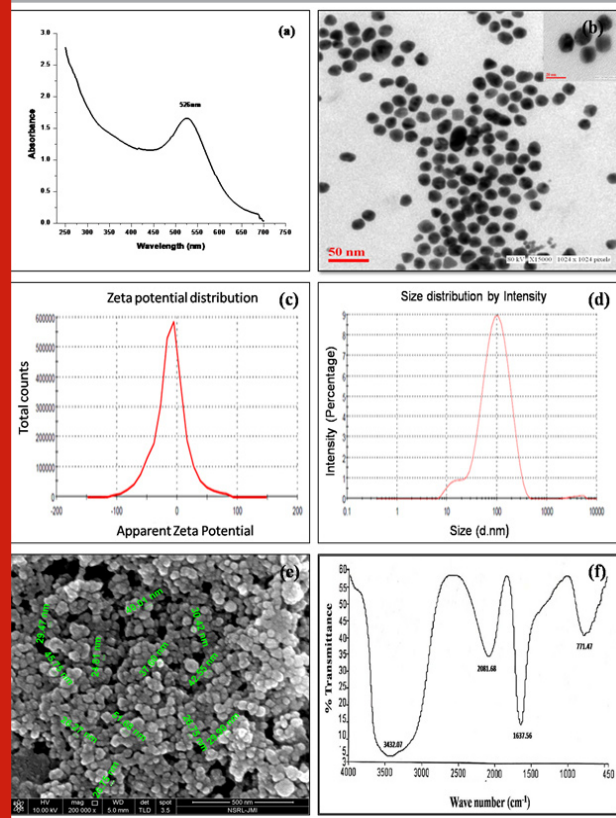 (a)
3.0
2.5
2.0
1.5
1.0
0.5
0.0
526nm
Absorbance
250 300 350 400 450 500 550 600 650 700 750
Wavelength (nm)
(b)
50 nm
80 kV X15000 1024 x 1024 pixels
Zeta potential distribution
(c)
600000
500000
400000
300000
200000
100000
0
Total counts
-200 -100 0 100 200
Apparent Zeta Potential
Size distribution by Intensity
(d)
9
8
7
6
5
4
3
2
1
0
Intensity (Percentage)
0.1 1 10 100 1000 10000
Size (d.nm)
(e)
HV mag WD det spot
10.00 kV 200 000 x 5.0 mm TLD 3.5
500 nm
NSRL-JMI
(f)
60
55
50
45
40
35
30
25
20
15
10
5
% Transmittance
3432.07
2081.68
1637.56
771.47
4000 3000 2000 1500 1000 450
Wave number (cm⁻¹)